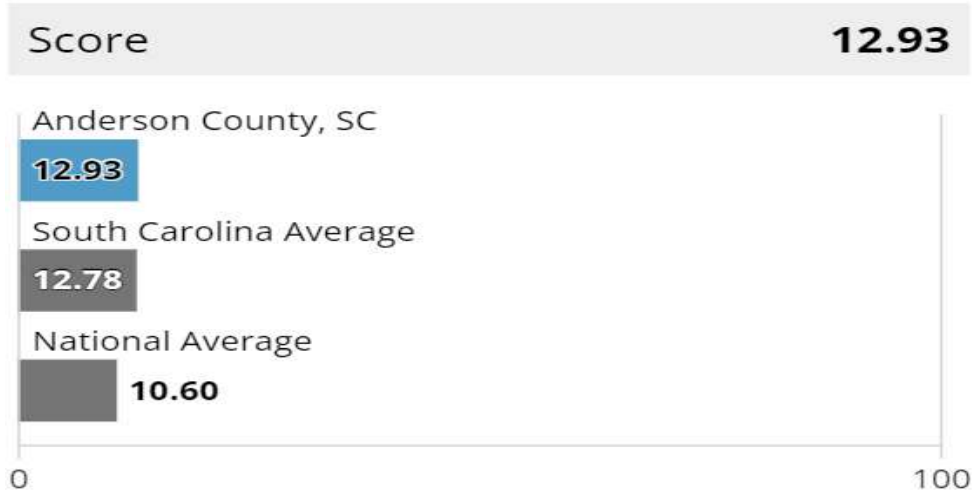 Score 12.93
Anderson County, SC
12.93
South Carolina Average
12.78
National Average
10.60
0 100